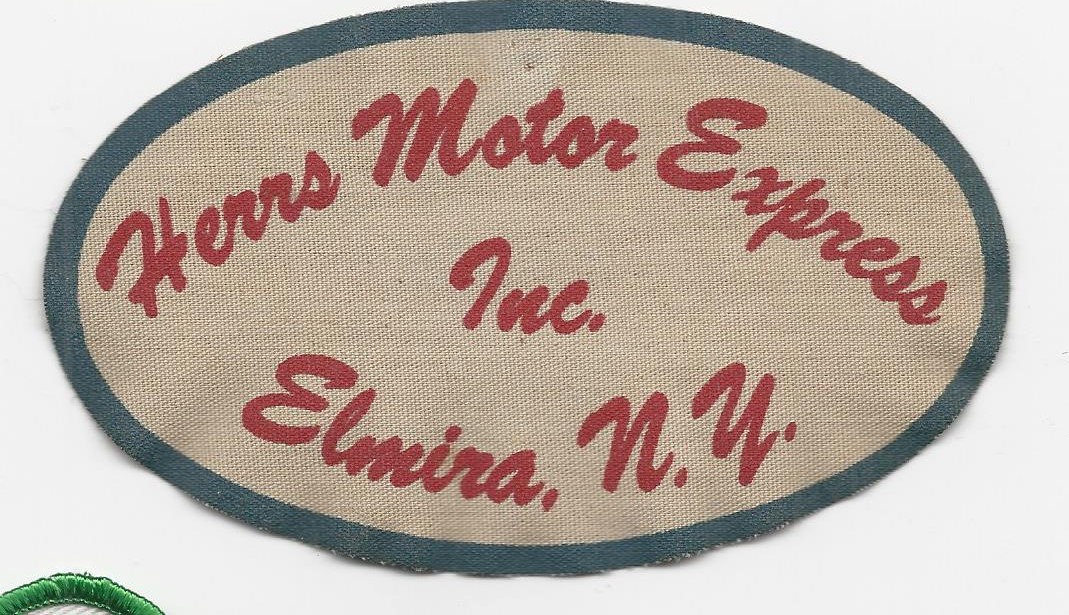 Herrs Motor Express
Inc.
Elmira, N.Y.